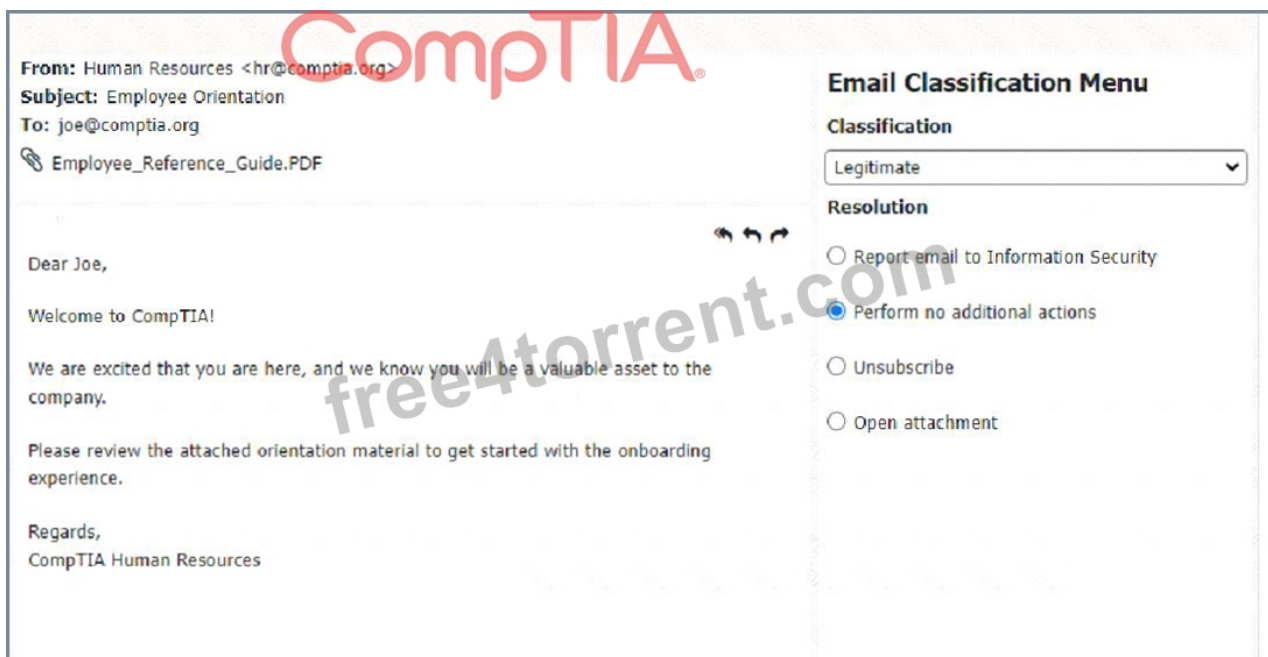 CompTIA.
From: Human Resources <hr@comptia.org>
Subject: Employee Orientation
To: joe@comptia.org
Employee_Reference_Guide.PDF
Dear Joe,
Welcome to CompTIA!
We are excited that you are here, and we know you will be a valuable asset to the
company.
Please review the attached orientation material to get started with the onboarding
experience.
Regards,
CompTIA Human Resources
Email Classification Menu
Classification
Legitimate
Resolution
Report email to Information Security
Perform no additional actions
Unsubscribe
Open attachment
free4torrent.com